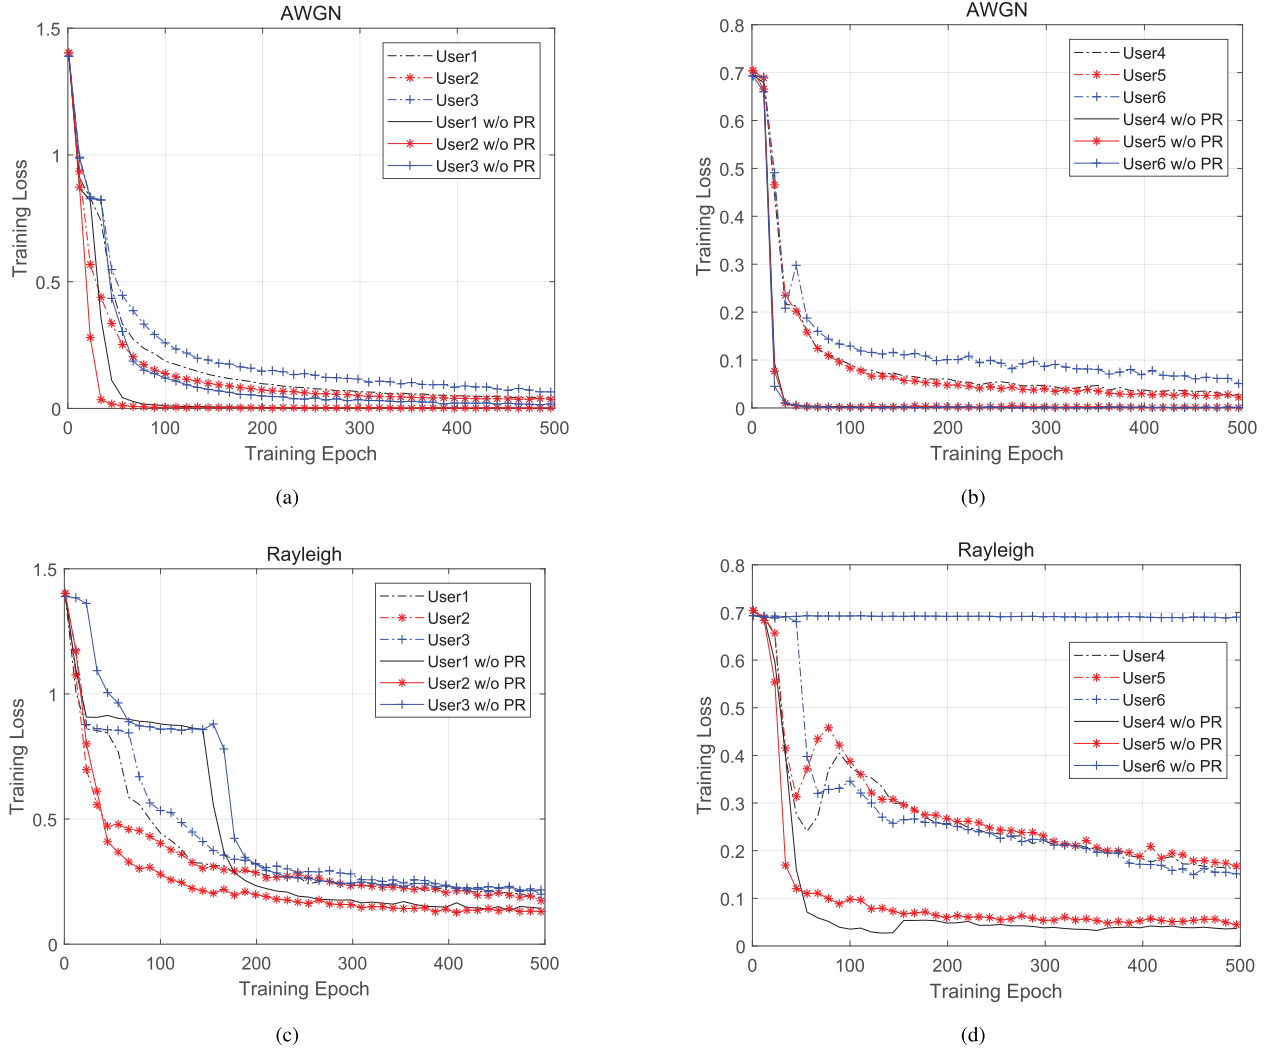 AWGN
1.5
1
0.5
0
0 100 200 300 400 500
Training Loss
Training Epoch
User1
User2
User3
User1 w/o PR
User2 w/o PR
User3 w/o PR
(a)
AWGN
0.8
0.7
0.6
0.5
0.4
0.3
0.2
0.1
0
0 100 200 300 400 500
Training Loss
Training Epoch
User4
User5
User6
User4 w/o PR
User5 w/o PR
User6 w/o PR
(b)
Rayleigh
1.5
1
0.5
0
0 100 200 300 400 500
Training Loss
Training Epoch
User1
User2
User3
User1 w/o PR
User2 w/o PR
User3 w/o PR
(c)
Rayleigh
0.8
0.7
0.6
0.5
0.4
0.3
0.2
0.1
0
0 100 200 300 400 500
Training Loss
Training Epoch
User4
User5
User6
User4 w/o PR
User5 w/o PR
User6 w/o PR
(d)